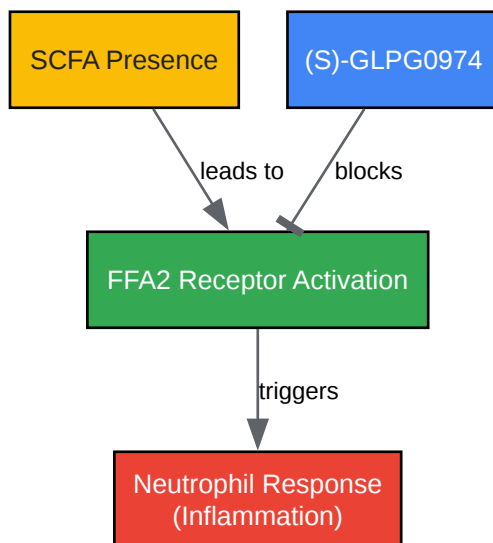 SCFA Presence
(S)-GLPG0974
leads to
blocks
FFA2 Receptor Activation
triggers
Neutrophil Response
(Inflammation)